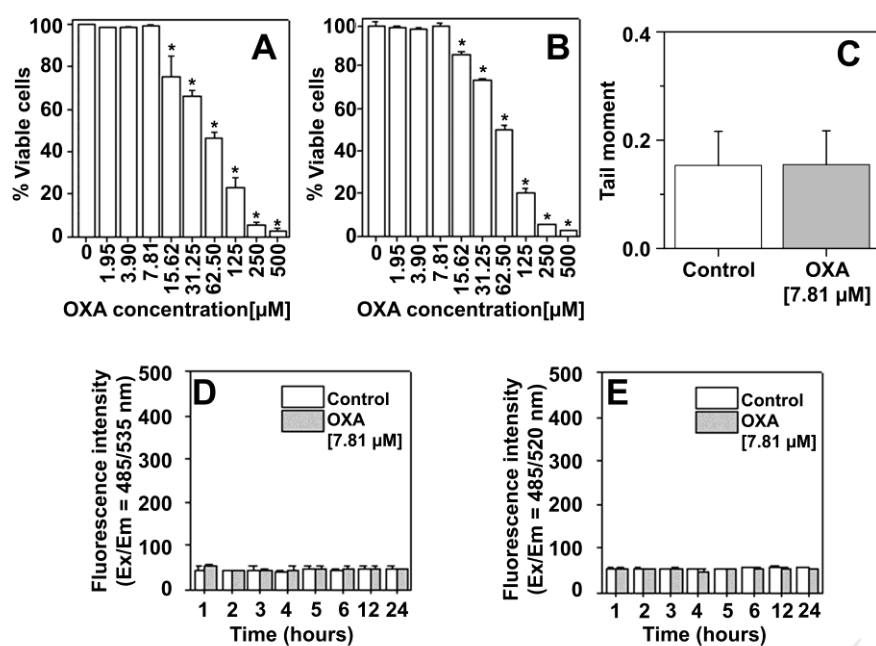 A
% Viable cells
100
80
60
40
20
0
* * * * * *
0 1.95 3.90 7.81 15.62 31.25 62.50 125 250 500
OXA concentration[µM]
B
% Viable cells
100
80
60
40
20
0
* * * * * *
0 1.95 3.90 7.81 15.62 31.25 62.50 125 250 500
OXA concentration[µM]
C
Tail moment
0.4
0.2
0.0
Control
OXA
[7.81 µM]
D
Fluorescence intensity
(Ex/Em = 485/535 nm)
500
400
300
200
100
0
Control
OXA
[7.81 µM]
1 2 3 4 5 6 12 24
Time (hours)
E
Fluorescence intensity
(Ex/Em = 485/520 nm)
500
400
300
200
100
0
Control
OXA
[7.81 µM]
1 2 3 4 5 6 12 24
Time (hours)